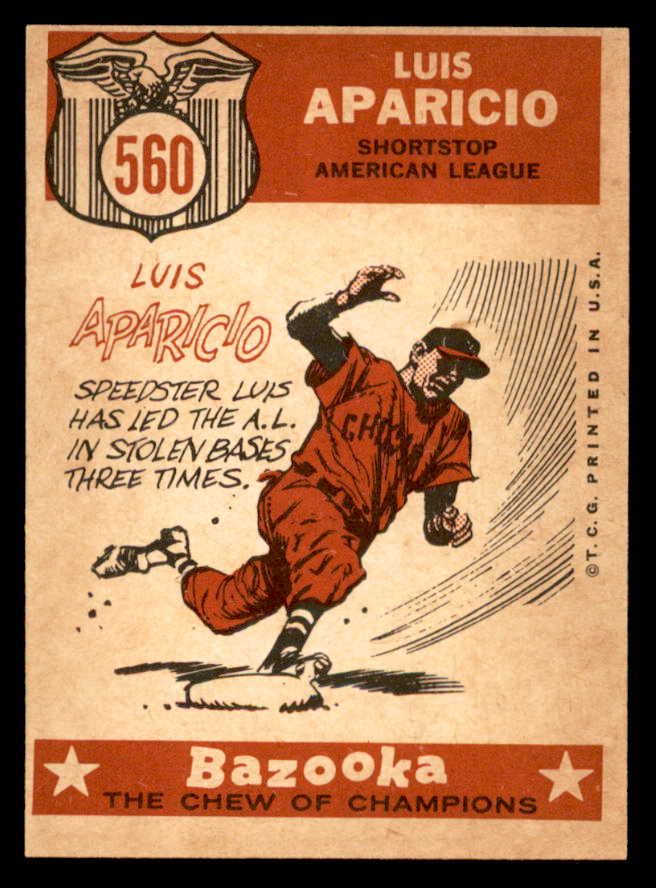 560
LUIS
APARICIO
SHORTSTOP
AMERICAN LEAGUE
LUIS
APARICIO
SPEEDSTER LUIS
HAS LED THE A.L.
IN STOLEN BASES
THREE TIMES.
©T.C.G. PRINTED IN U.S.A.
Bazooka
THE CHEW OF CHAMPIONS